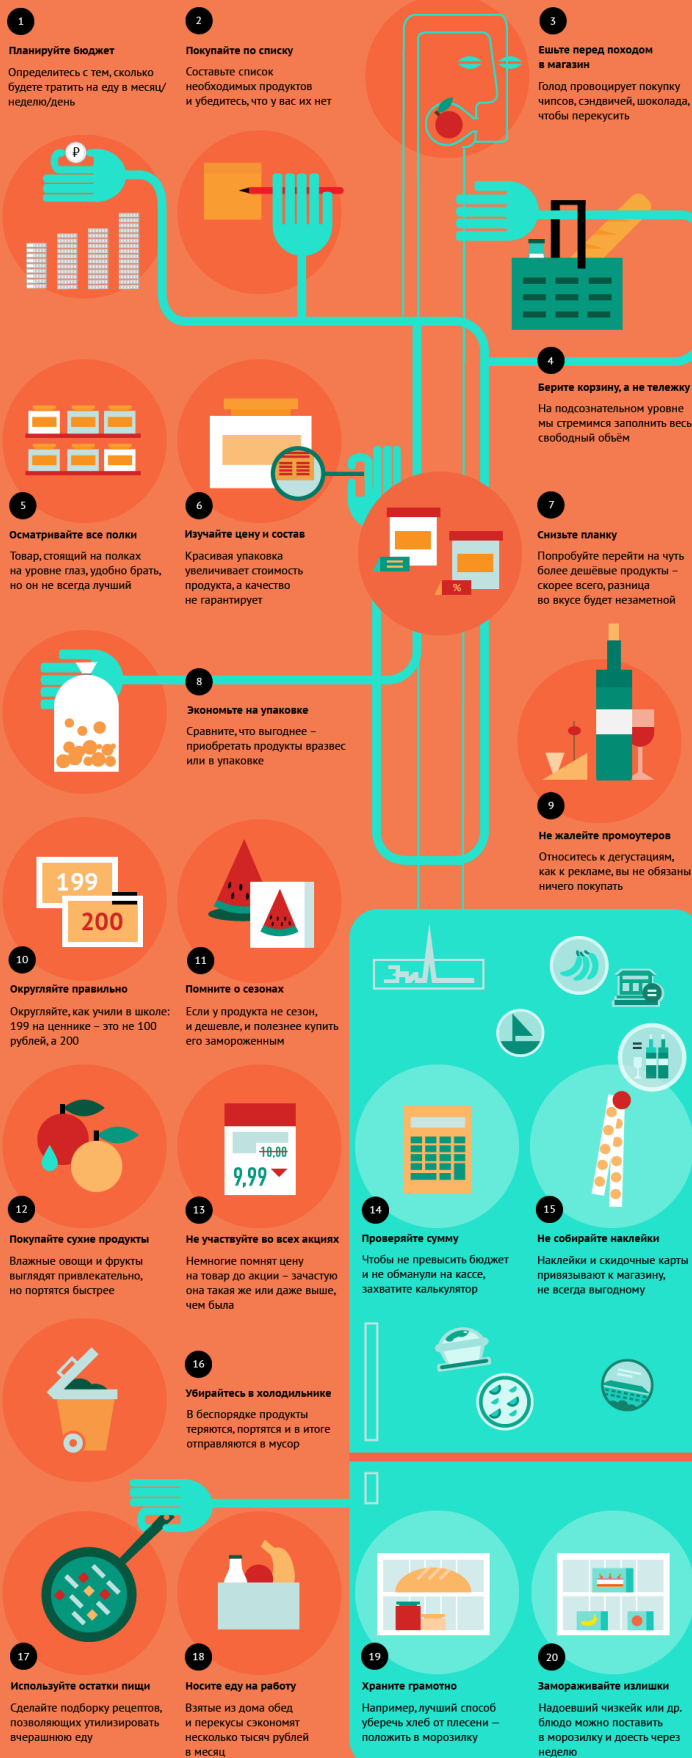 1
Планируйте бюджет
Определитесь с тем, сколько
будете тратить на еду в месяц/
неделю/день
2
Покупайте по списку
Составьте список
необходимых продуктов
и убедитесь, что у вас их нет
3
Ешьте перед походом
в магазин
Голод провоцирует покупку
чипсов, сэндвичей, шоколада,
чтобы перекусить
₽
4
Берите корзину, а не тележку
На подсознательном уровне
мы стремимся заполнить весь
свободный объём
5
Осматривайте все полки
Товар, стоящий на полках
на уровне глаз, удобно брать,
но он не всегда лучший
6
Изучайте цену и состав
Красивая упаковка
увеличивает стоимость
продукта, а качество
не гарантирует
=
%
7
Снизьте планку
Попробуйте перейти на чуть
более дешёвые продукты –
скорее всего, разница
во вкусе будет незаметной
8
Экономьте на упаковке
Сравните, что выгоднее –
приобретать продукты вразвес
или в упаковке
9
Не жалейте промоутеров
Относитесь к дегустациям,
как к рекламе, вы не обязаны
ничего покупать
199
200
10
Округляйте правильно
Округляйте, как учили в школе:
199 на ценнике – это не 100
рублей, а 200
11
Помните о сезонах
Если у продукта не сезон,
и дешевле, и полезнее купить
его замороженным
ЗиЛ
=
=
12
Покупайте сухие продукты
Влажные овощи и фрукты
выглядят привлекательно,
но портятся быстрее
10,00
9,99
13
Не участвуйте во всех акциях
Немногие помнят цену
на товар до акции – зачастую
она такая же или даже выше,
чем была
14
Проверяйте сумму
Чтобы не превысить бюджет
и не обманули на кассе,
захватите калькулятор
15
Не собирайте наклейки
Наклейки и скидочные карты
привязывают к магазину,
не всегда выгодному
16
Убирайтесь в холодильнике
В беспорядке продукты
теряются, портятся и в итоге
отправляются в мусор
17
Используйте остатки пищи
Сделайте подборку рецептов,
позволяющих утилизировать
вчерашнюю еду
18
Носите еду на работу
Взятые из дома обед
и перекусы сэкономят
несколько тысяч рублей
в месяц
19
Храните грамотно
Например, лучший способ
уберечь хлеб от плесени —
положить в морозилку
20
Замораживайте излишки
Надоевший чизкейк или др.
блюдо можно поставить
в морозилку и доесть через
неделю